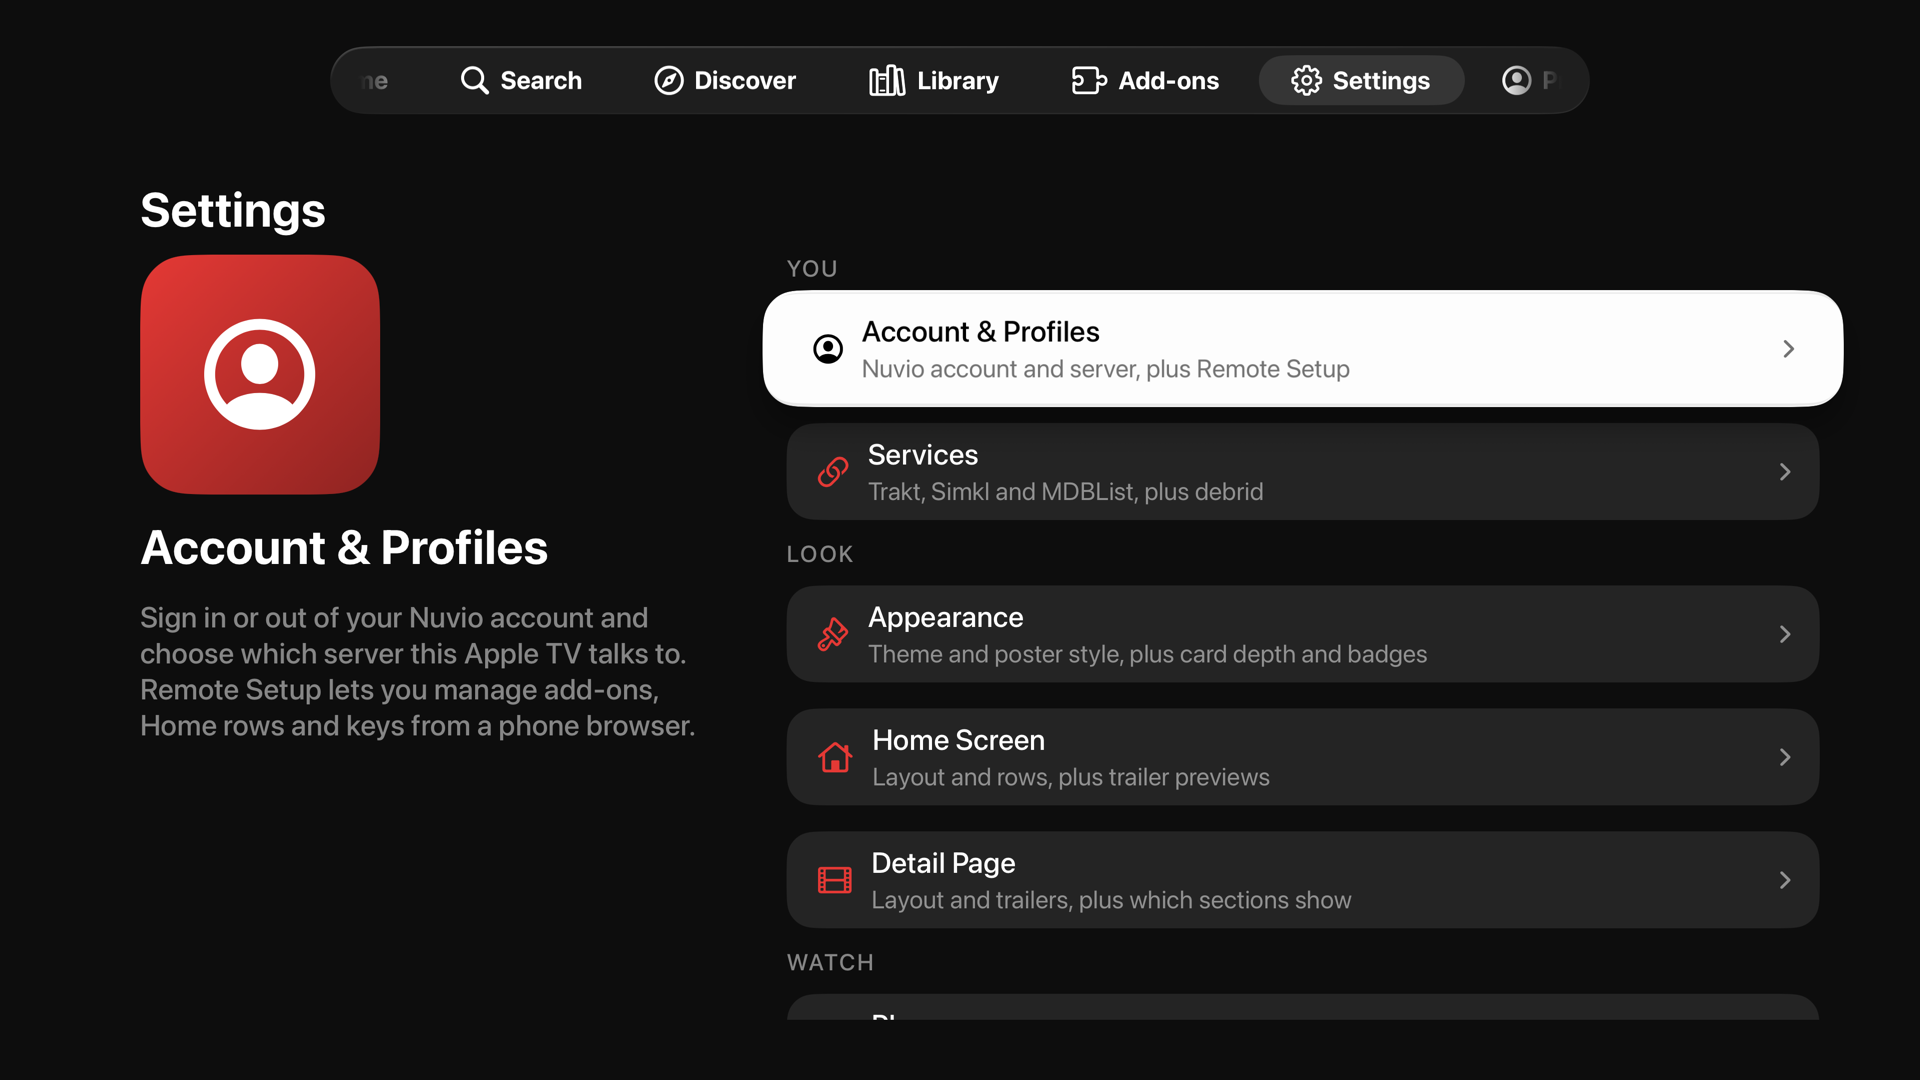 Search
Discover
Library
Add-ons
Settings
Settings
Account & Profiles
Sign in or out of your Nuvio account and
choose which server this Apple TV talks to.
Remote Setup lets you manage add-ons,
Home rows and keys from a phone browser.
YOU
Account & Profiles
Nuvio account and server, plus Remote Setup
Services
Trakt, Simkl and MDBList, plus debrid
LOOK
Appearance
Theme and poster style, plus card depth and badges
Home Screen
Layout and rows, plus trailer previews
Detail Page
Layout and trailers, plus which sections show
WATCH